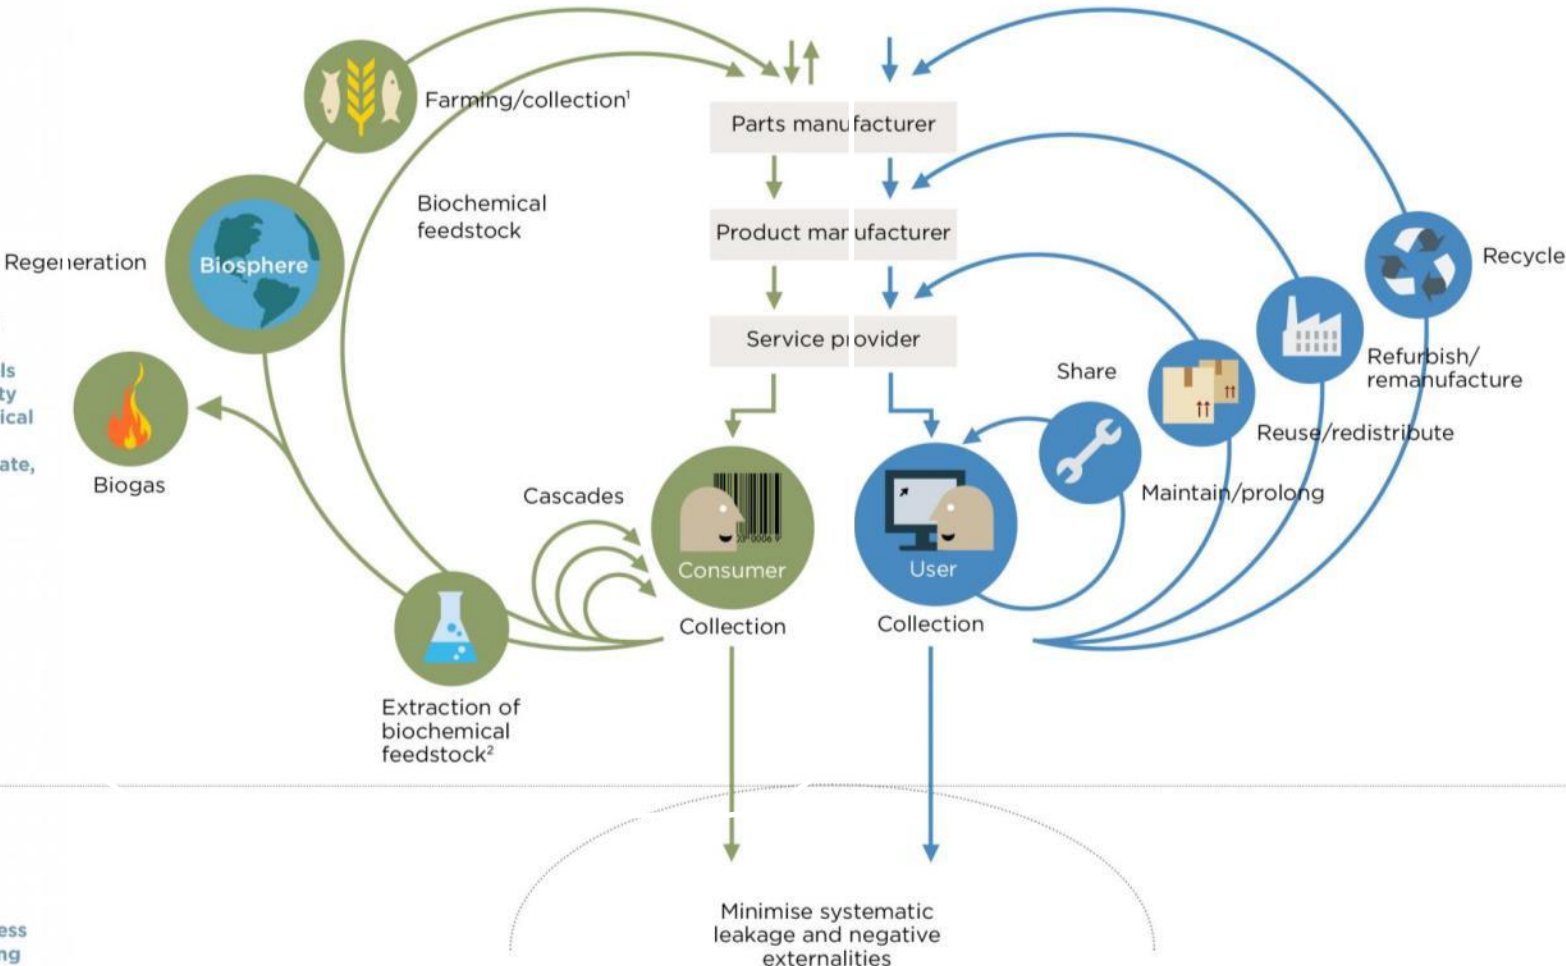 Farming/collection¹
Parts manufacturer
Biochemical
feedstock
Product manufacturer
Regeneration
Biosphere
Recycle
Service provider
Share
Refurbish/
remanufacture
Reuse/redistribute
Biogas
Cascades
Maintain/prolong
Consumer
User
Collection
Collection
Extraction of
biochemical
feedstock²
Minimise systematic
leakage and negative
externalities